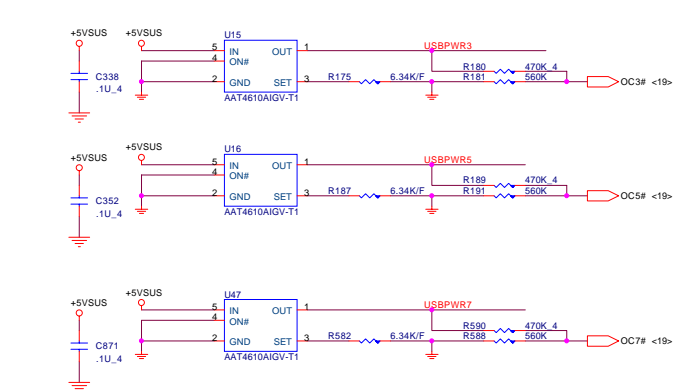 +5VSUS +5VSUS
U15
USBPWR3
5 IN OUT 1
4 ON#
C338
.1U_4
R180 470K_4
2 GND SET 3 R175 6.34K/F R181 560K OC3# <19>
AAT4610AIGV-T1
+5VSUS +5VSUS
U16
USBPWR5
5 IN OUT 1
4 ON#
C352
.1U_4
R189 470K_4
2 GND SET 3 R187 6.34K/F R191 560K OC5# <19>
AAT4610AIGV-T1
+5VSUS +5VSUS
U47
USBPWR7
5 IN OUT 1
4 ON#
C871
.1U_4
R590 470K_4
2 GND SET 3 R582 6.34K/F R588 560K OC7# <19>
AAT4610AIGV-T1